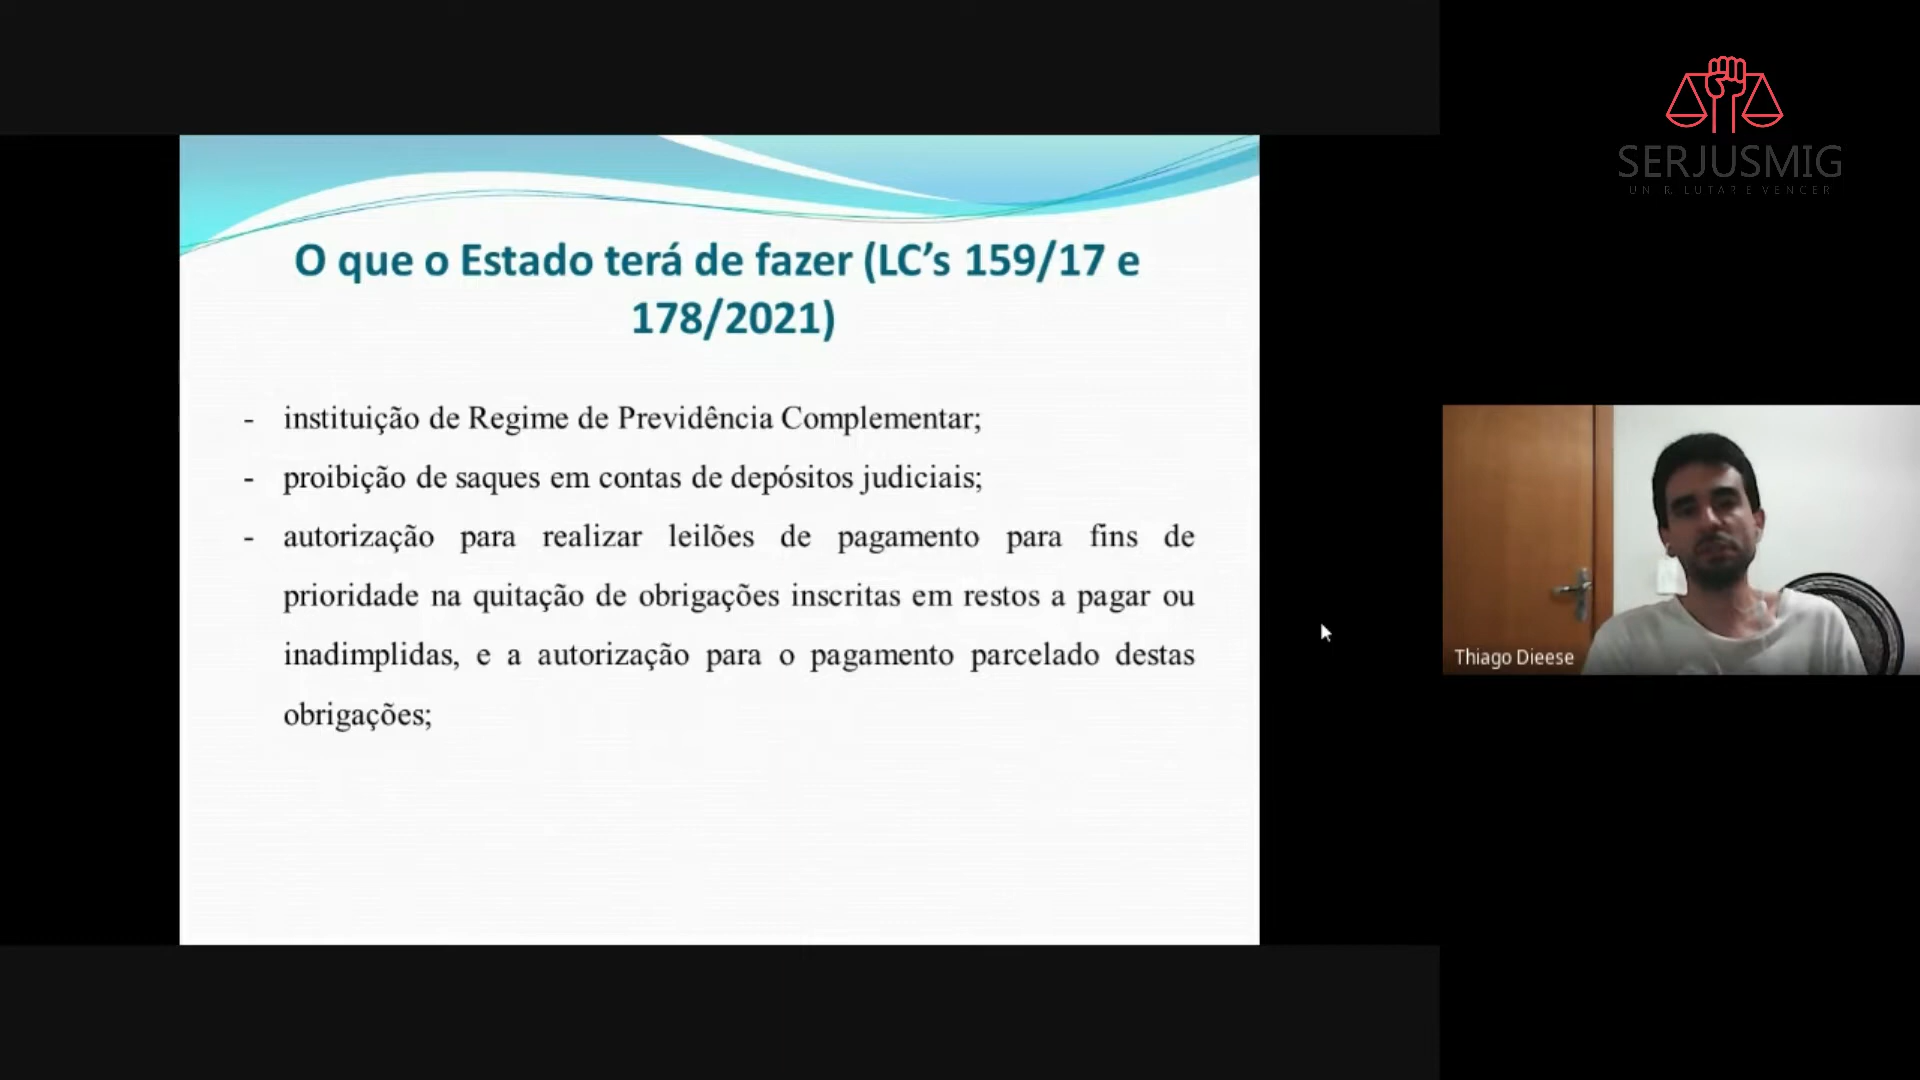 SERJUSMIG
UNIR, LUTAR E VENCER
O que o Estado terá de fazer (LC’s 159/17 e
178/2021)
- instituição de Regime de Previdência Complementar;
- proibição de saques em contas de depósitos judiciais;
- autorização para realizar leilões de pagamento para fins de
prioridade na quitação de obrigações inscritas em restos a pagar ou
inadimplidas, e a autorização para o pagamento parcelado destas
obrigações;
Thiago Dieese